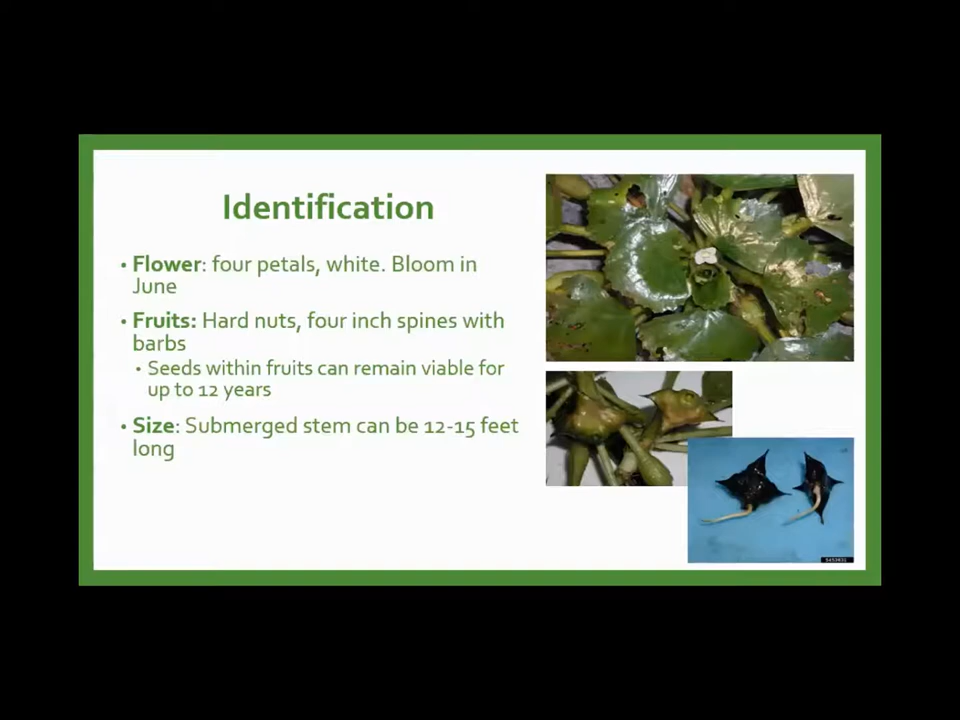 Identification
• Flower: four petals, white. Bloom in
June
• Fruits: Hard nuts, four inch spines with
barbs
• Seeds within fruits can remain viable for
up to 12 years
• Size: Submerged stem can be 12-15 feet
long
5453631